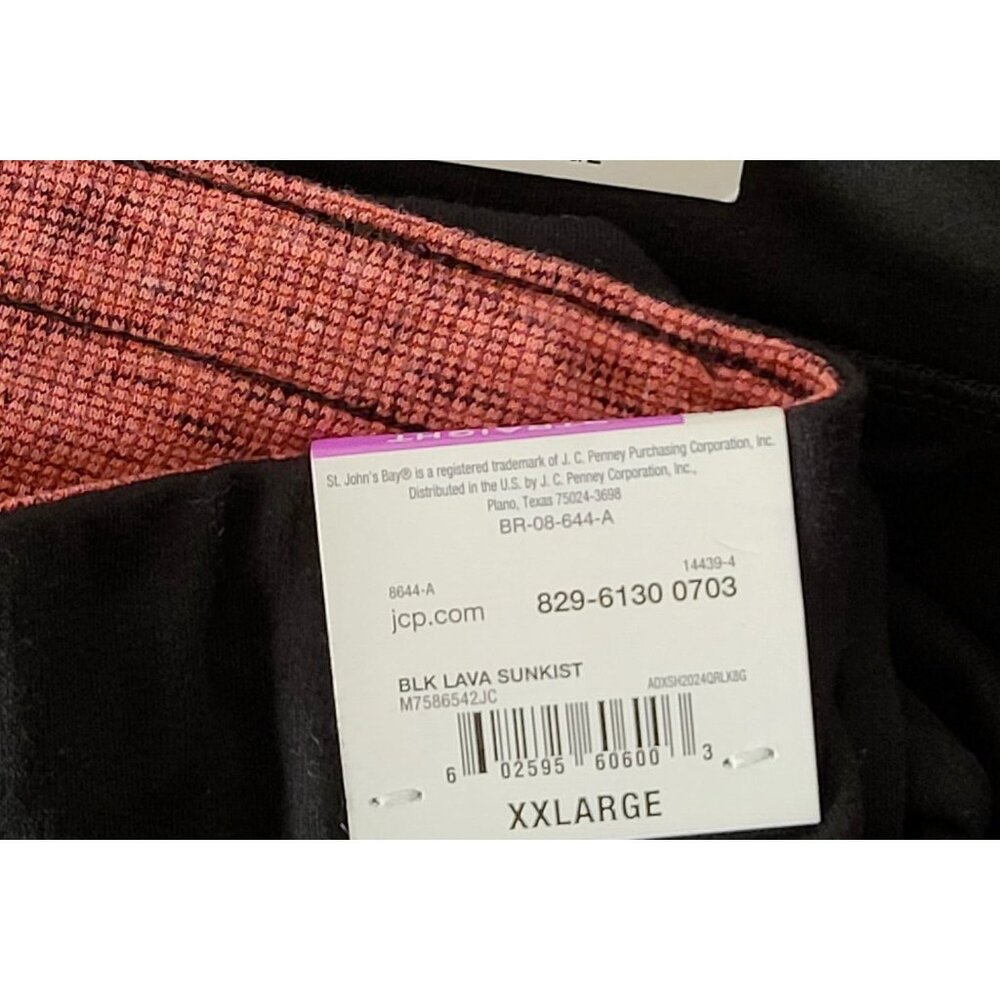 STRAIGHT
St. John's Bay® is a registered trademark of J. C. Penney Purchasing Corporation, Inc.
Distributed in the U.S. by J. C. Penney Corporation, Inc.,
Plano, Texas 75024-3698
BR-08-644-A
14439-4
8644-A
829-6130 0703
jcp.com
BLK LAVA SUNKIST
M7586542JC
AOXSH2024QRLK8G
6 02595 60600 3
XXLARGE